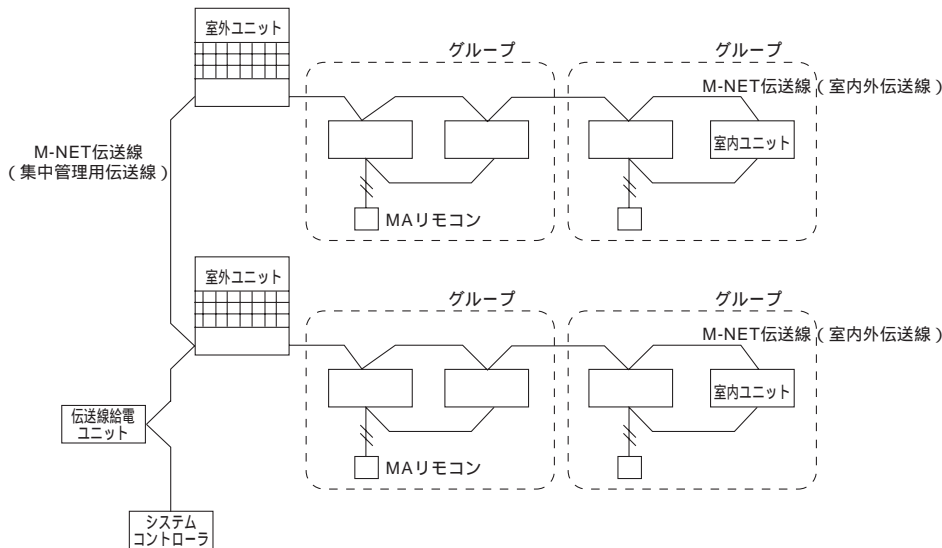 室外ユニット
グループ
グループ
M-NET伝送線（室内外伝送線）
室内ユニット
M-NET伝送線
（集中管理用伝送線）
MAリモコン
室外ユニット
グループ
グループ
M-NET伝送線（室内外伝送線）
室内ユニット
伝送線給電
ユニット
MAリモコン
システム
コントローラ